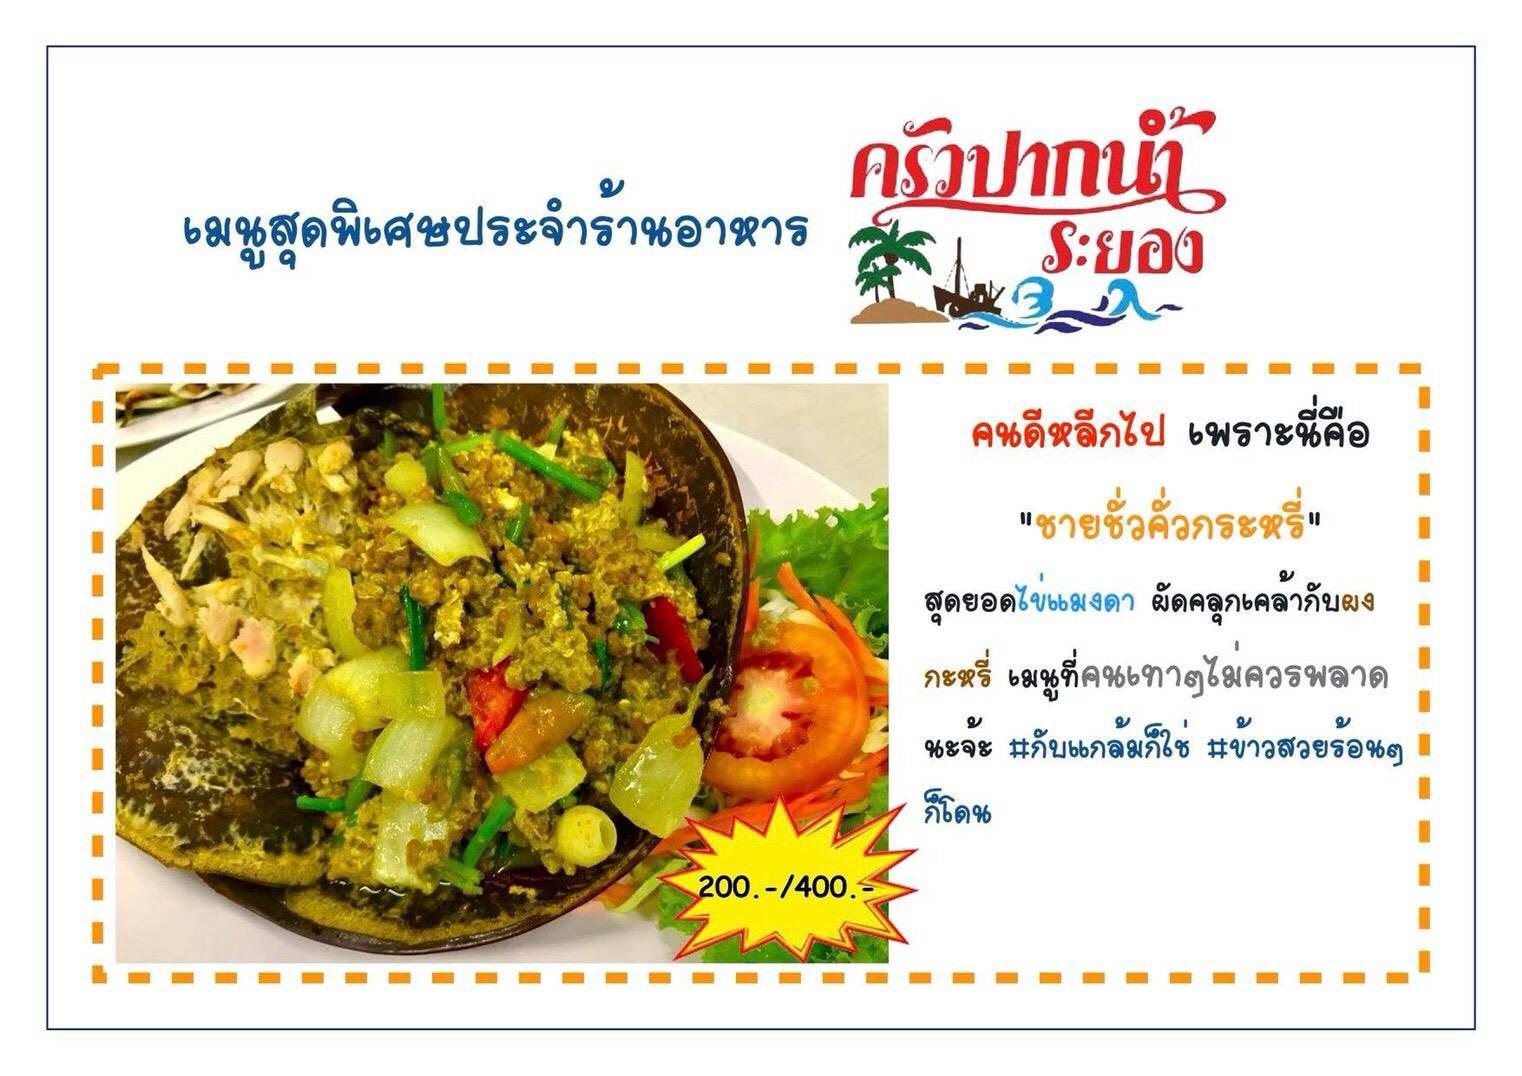 ครัวปากน้ำ
ระยอง
เมนูสุดพิเศษประจำร้านอาหาร
คนดีหลีกไป เพราะนี่คือ
"ชายชั่วคั่วกระหรี่"
สุดยอดไข่แมงดา ผัดคลุกเคล้ากับผง
กะหรี่ เมนูที่คนเทาๆไม่ควรพลาด
นะจ้ะ #กับแกล้มก็ใช่ #ข้าวสวยร้อนๆ
ก็โดน
200.-/400.-